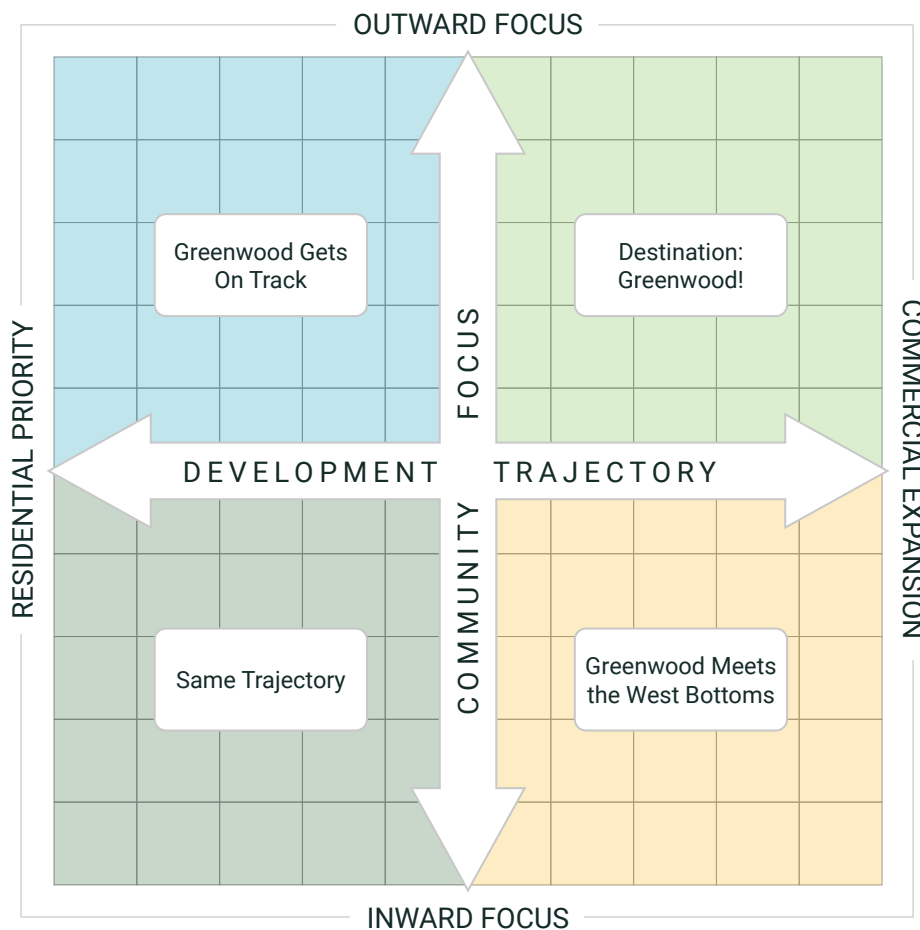 OUTWARD FOCUS
Greenwood Gets
On Track
Destination:
Greenwood!
RESIDENTIAL PRIORITY
COMMERCIAL EXPANSION
DEVELOPMENT TRAJECTORY
COMMUNITY FOCUS
Same Trajectory
Greenwood Meets
the West Bottoms
INWARD FOCUS